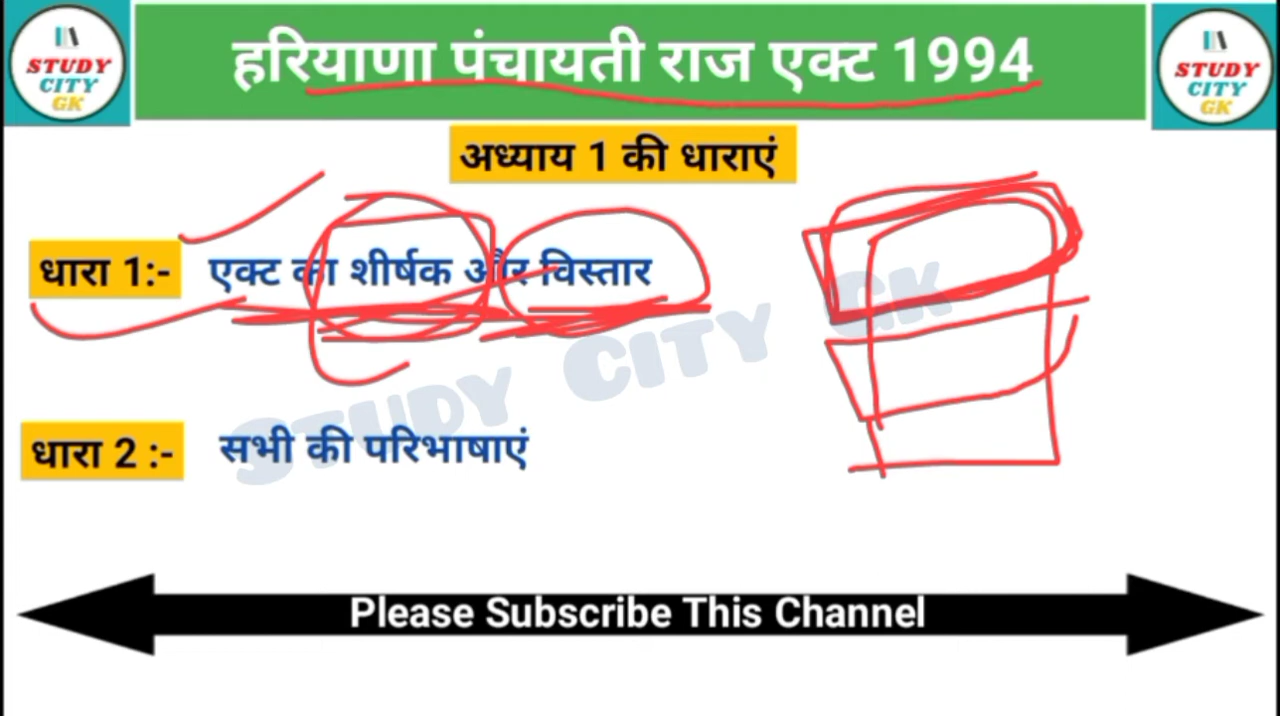 STUDY
CITY
GK
हरियाणा पंचायती राज एक्ट 1994
STUDY
CITY
GK
अध्याय 1 की धाराएं
धारा 1:- एक्ट का शीर्षक और विस्तार
STUDY CITY GK
धारा 2 :- सभी की परिभाषाएं
Please Subscribe This Channel